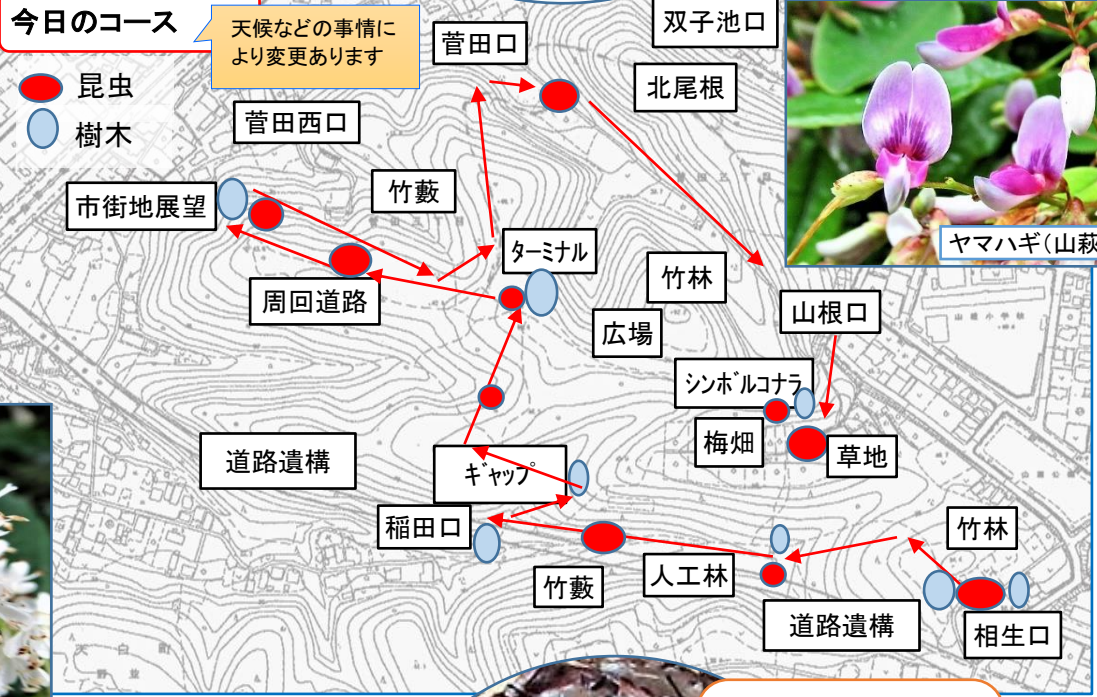 今日のコース
天候などの事情に
より変更あります
昆虫
樹木
菅田口
双子池口
北尾根
菅田西口
竹藪
市街地展望
ターミナル
周回道路
竹林
広場
山根口
ヤマハギ(山萩
シンボルコナラ
梅畑
草地
道路遺構
ギャップ
稲田口
竹藪
人工林
竹林
道路遺構
相生口
天白町